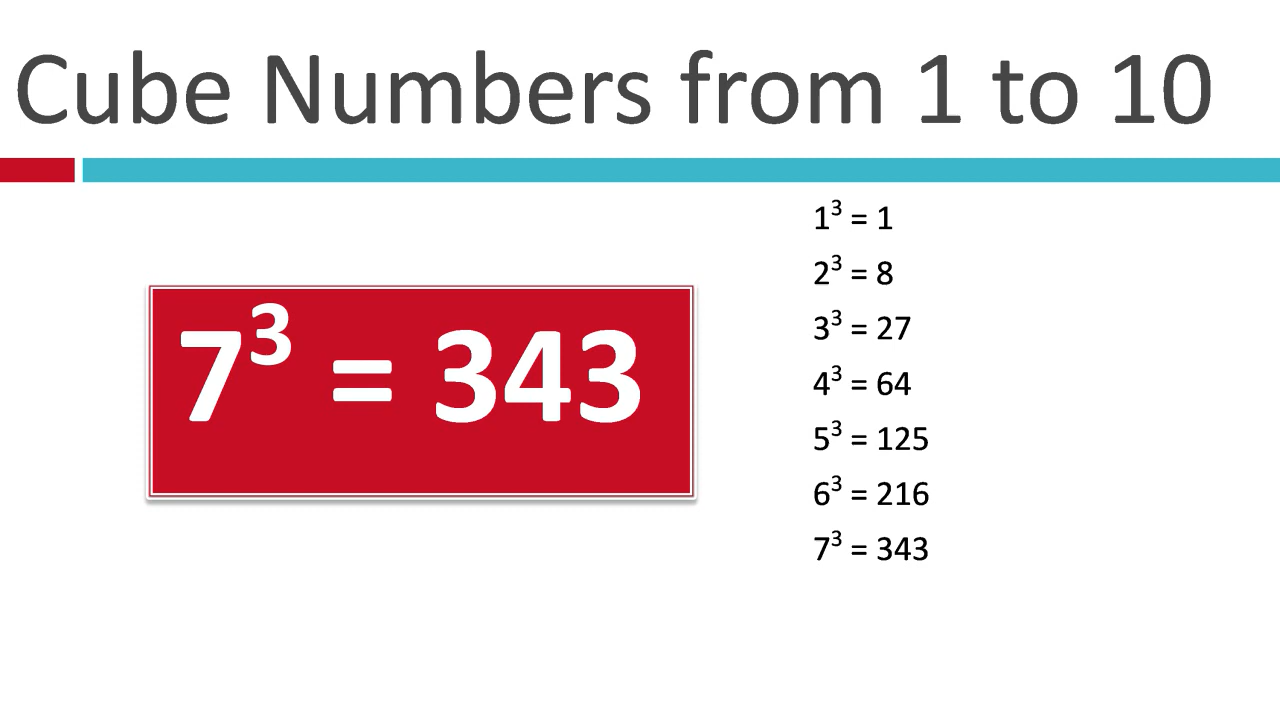 Cube Numbers from 1 to 10
7³ = 343
1³ = 1
2³ = 8
3³ = 27
4³ = 64
5³ = 125
6³ = 216
7³ = 343